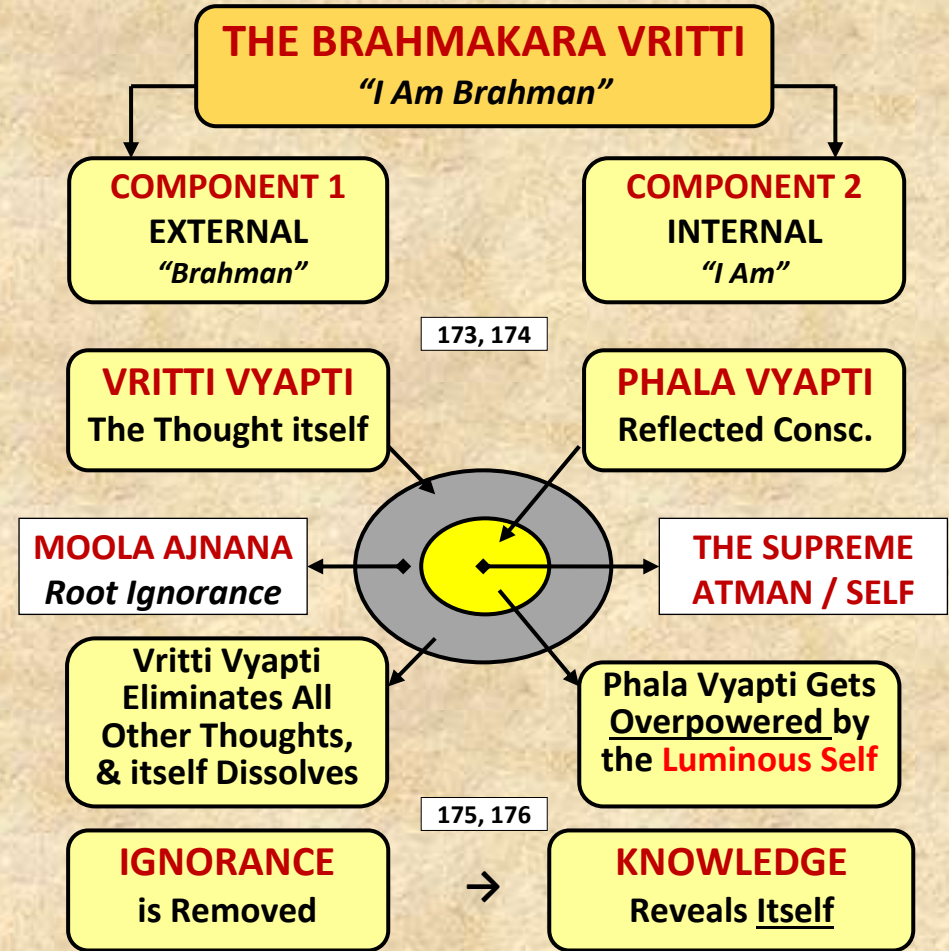 THE BRAHMAKARA VRITTI
“I Am Brahman”
COMPONENT 1
EXTERNAL
“Brahman”
COMPONENT 2
INTERNAL
“I Am”
173, 174
VRITTI VYAPTI
The Thought itself
PHALA VYAPTI
Reflected Consc.
MOOLA AJNANA
Root Ignorance
THE SUPREME
ATMAN / SELF
Vritti Vyapti
Eliminates All
Other Thoughts,
& itself Dissolves
Phala Vyapti Gets
Overpowered by
the Luminous Self
175, 176
IGNORANCE
is Removed
→
KNOWLEDGE
Reveals Itself